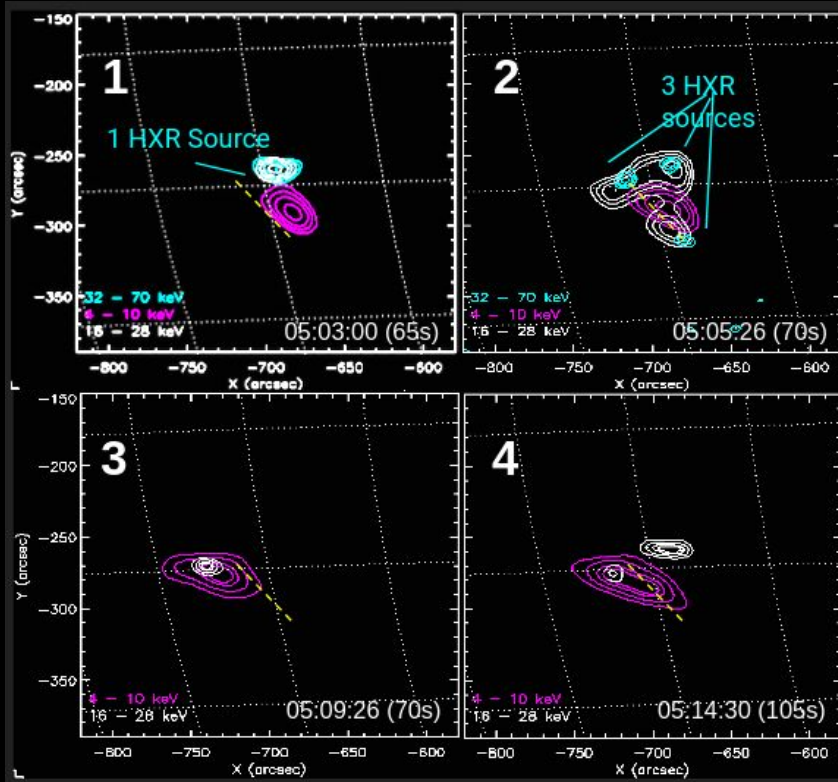 1
1 HXR Source
−150
−200
−250
−300
−350
Y (arcsec)
32 − 70 keV
4 − 10 keV
16 − 28 keV
05:03:00 (65s)
−800
−750
−700
−650
−600
X (arcsec)
2
3 HXR
sources
32 − 70 keV
4 − 10 keV
16 − 28 keV
05:05:26 (70s)
−800
−750
−700
−650
−600
X (arcsec)
3
−150
−200
−250
−300
−350
Y (arcsec)
4 − 10 keV
16 − 28 keV
05:09:26 (70s)
−800
−750
−700
−650
−600
X (arcsec)
4
4 − 10 keV
16 − 28 keV
05:14:30 (105s)
−800
−750
−700
−650
−600
X (arcsec)